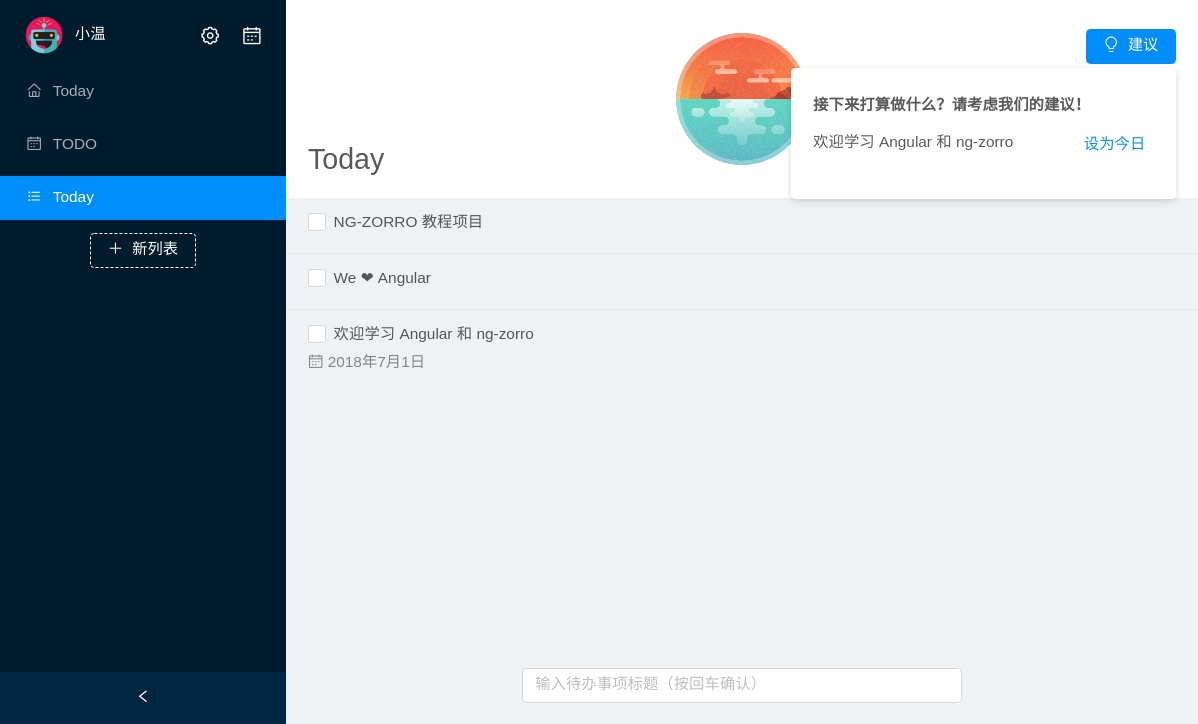 小温
Today
TODO
Today
新列表
Today
建议
接下来打算做什么？请考虑我们的建议！
欢迎学习 Angular 和 ng-zorro
设为今日
NG-ZORRO 教程项目
We ❤ Angular
欢迎学习 Angular 和 ng-zorro
2018年7月1日
输入待办事项标题（按回车确认）